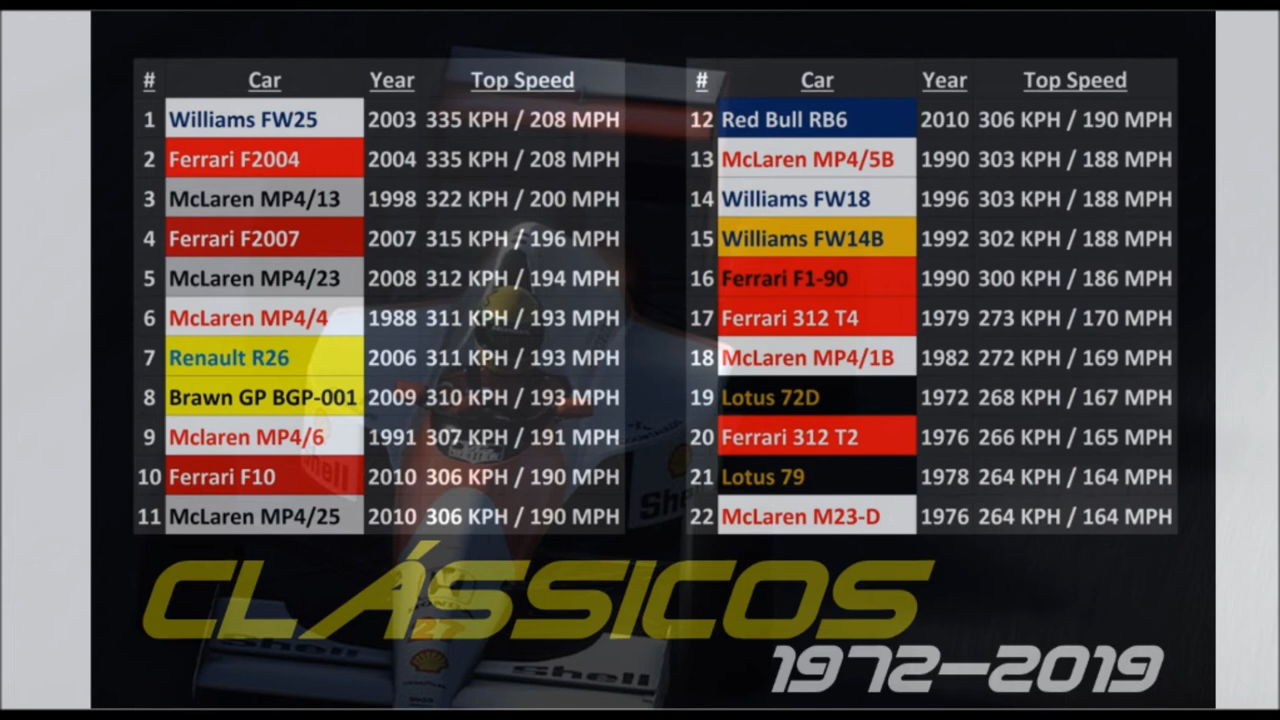 # Car Year Top Speed
1 Williams FW25 2003 335 KPH / 208 MPH
2 Ferrari F2004 2004 335 KPH / 208 MPH
3 McLaren MP4/13 1998 322 KPH / 200 MPH
4 Ferrari F2007 2007 315 KPH / 196 MPH
5 McLaren MP4/23 2008 312 KPH / 194 MPH
6 McLaren MP4/4 1988 311 KPH / 193 MPH
7 Renault R26 2006 311 KPH / 193 MPH
8 Brawn GP BGP-001 2009 310 KPH / 193 MPH
9 Mclaren MP4/6 1991 307 KPH / 191 MPH
10 Ferrari F10 2010 306 KPH / 190 MPH
11 McLaren MP4/25 2010 306 KPH / 190 MPH
# Car Year Top Speed
12 Red Bull RB6 2010 306 KPH / 190 MPH
13 McLaren MP4/5B 1990 303 KPH / 188 MPH
14 Williams FW18 1996 303 KPH / 188 MPH
15 Williams FW14B 1992 302 KPH / 188 MPH
16 Ferrari F1-90 1990 300 KPH / 186 MPH
17 Ferrari 312 T4 1979 273 KPH / 170 MPH
18 McLaren MP4/1B 1982 272 KPH / 169 MPH
19 Lotus 72D 1972 268 KPH / 167 MPH
20 Ferrari 312 T2 1976 266 KPH / 165 MPH
21 Lotus 79 1978 264 KPH / 164 MPH
22 McLaren M23-D 1976 264 KPH / 164 MPH
Shell
Shell
CLÁSSICOS
HONDA
27
Shell
Shell
1972-2019